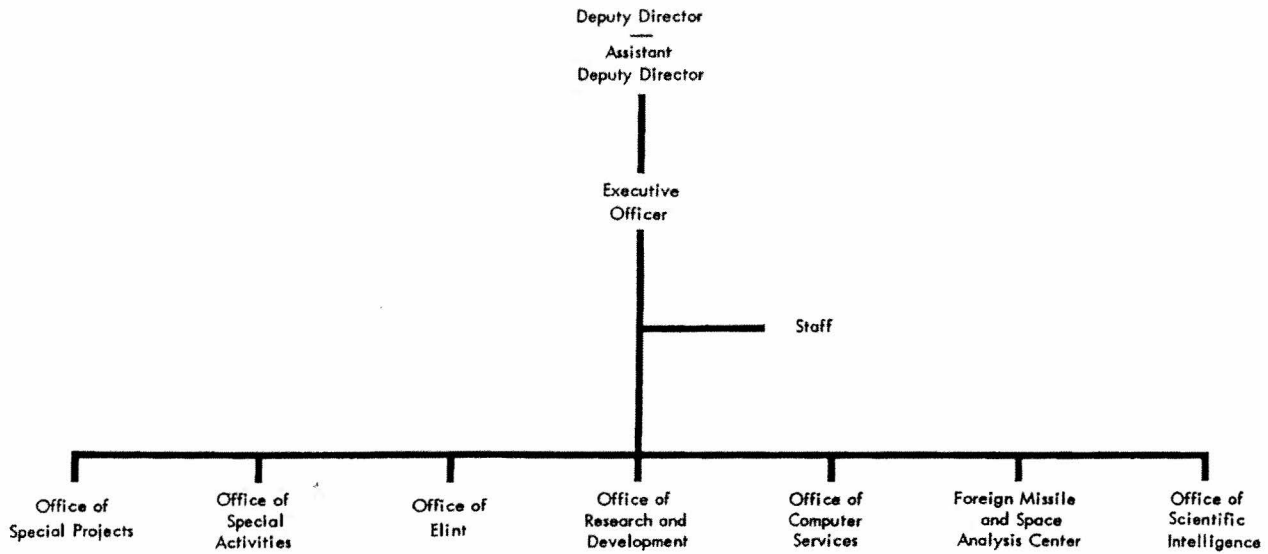 Deputy Director
—
Assistant
Deputy Director
Executive
Officer
Staff
Office of
Special Projects
Office of
Special
Activities
Office of
Elint
Office of
Research and
Development
Office of
Computer
Services
Foreign Missile
and Space
Analysis Center
Office of
Scientific
Intelligence